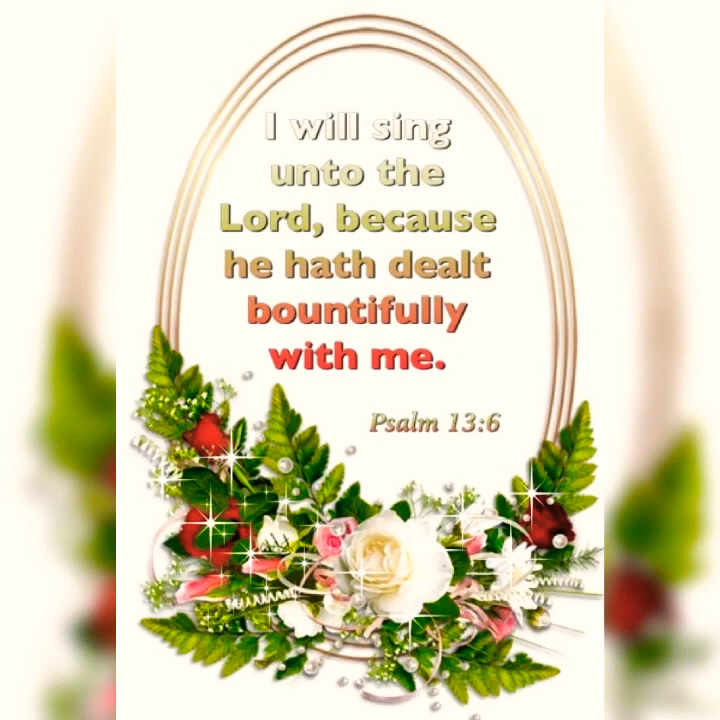 I will sing
unto the
Lord, because
he hath dealt
bountifully
with me.
Psalm 13:6